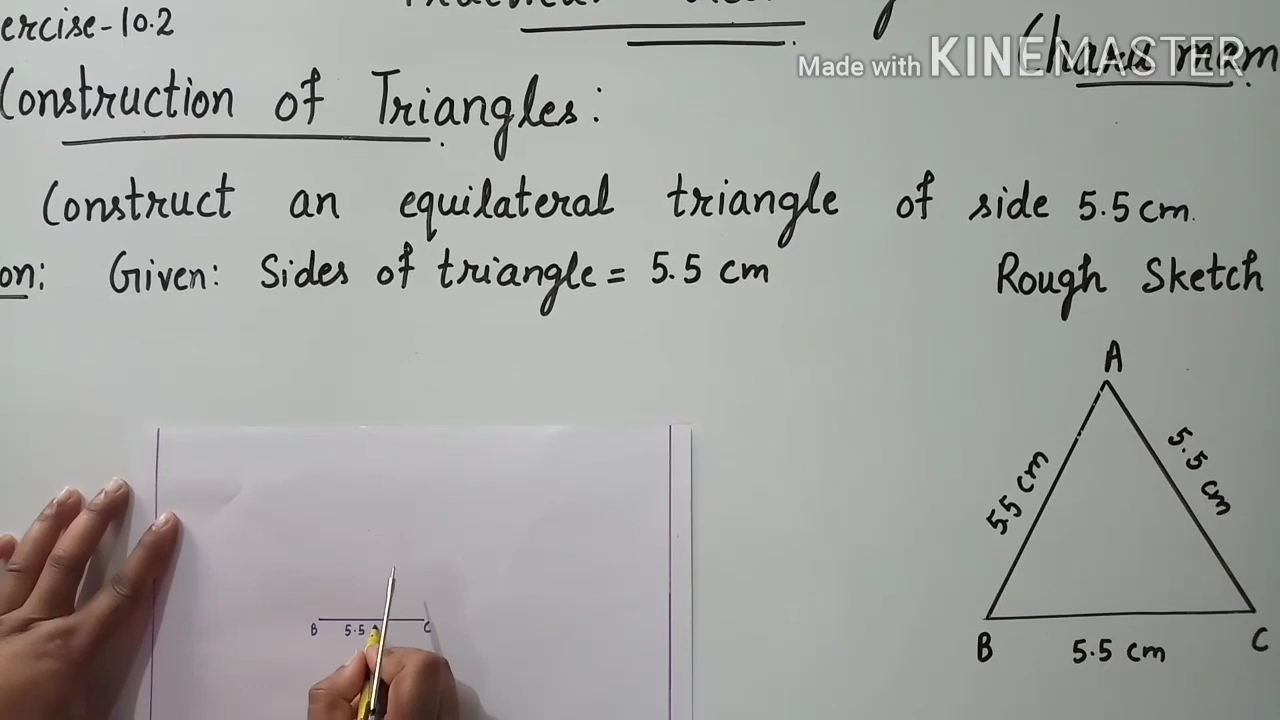 ercise-10.2
Charu mam
Made with KINEMASTER
Construction of Triangles:
Construct an equilateral triangle of side 5.5 cm.
on: Given: Sides of triangle = 5.5 cm
Rough Sketch
A
5.5 cm
5.5 cm
B
5.5 cm
C
B
5.5
C